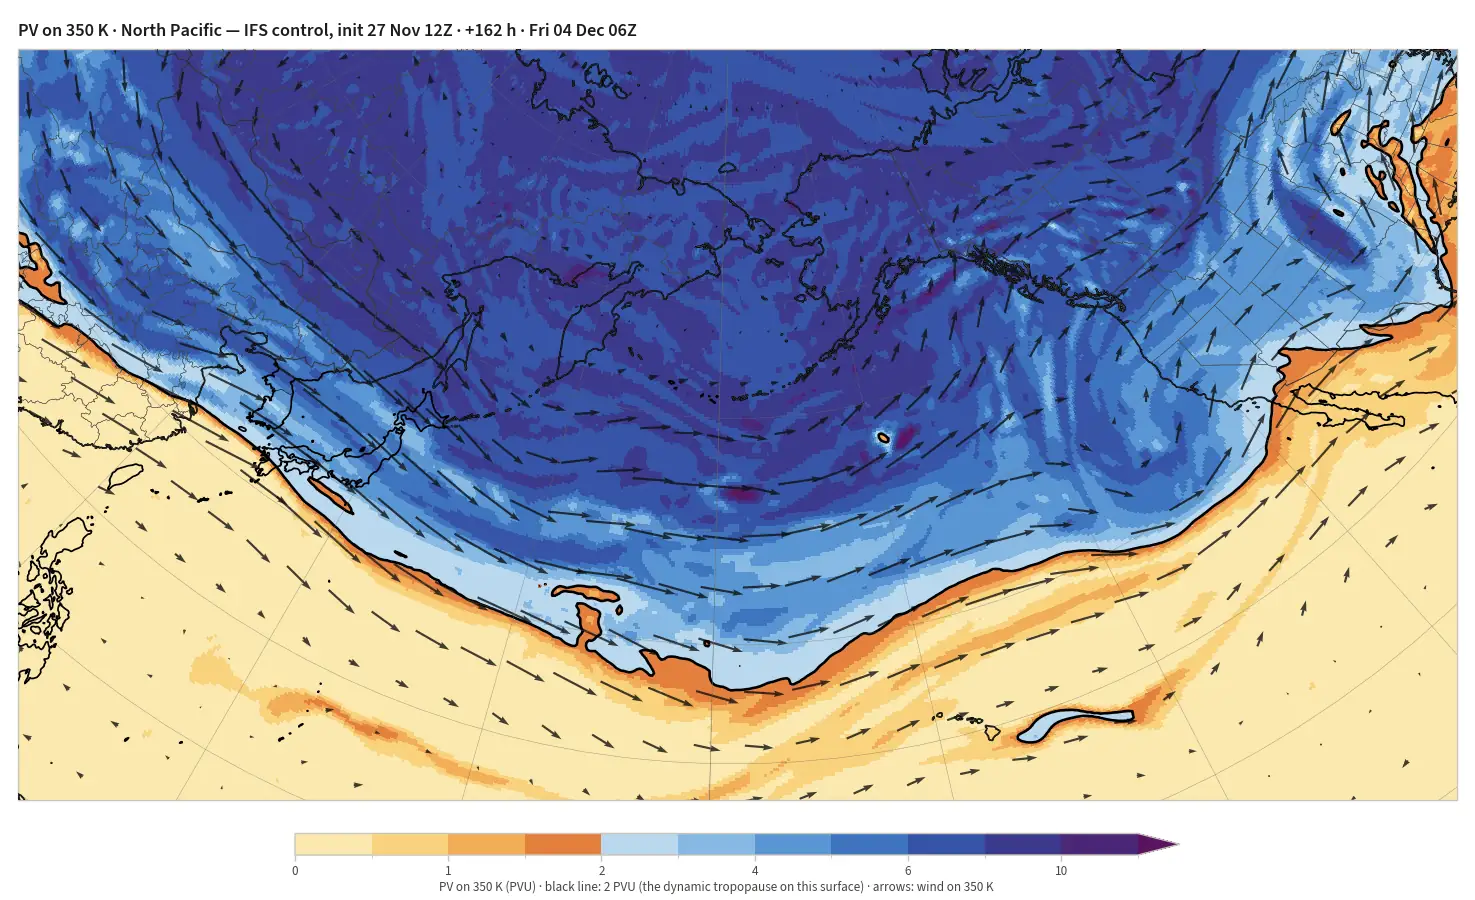 PV on 350 K · North Pacific — IFS control, init 27 Nov 12Z · +162 h · Fri 04 Dec 06Z
0 1 2 4 6 10
PV on 350 K (PVU) · black line: 2 PVU (the dynamic tropopause on this surface) · arrows: wind on 350 K